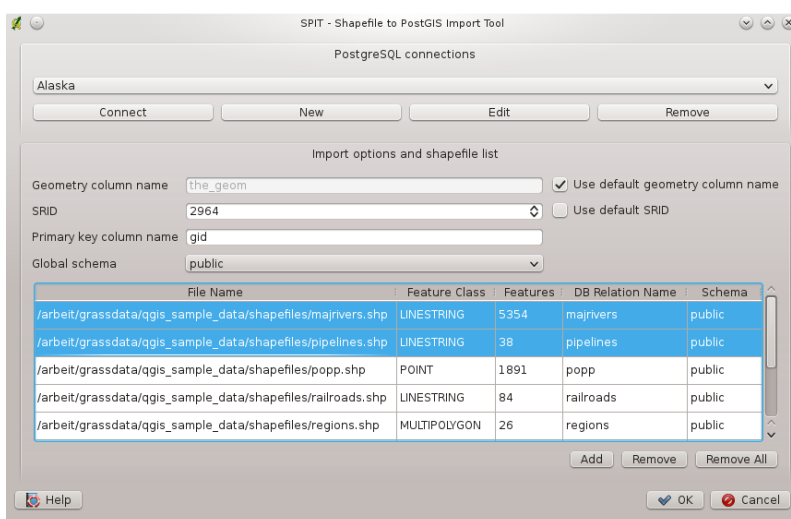 SPIT - Shapefile to PostGIS Import Tool
PostgreSQL connections
Alaska
Connect New Edit Remove
Import options and shapefile list
Geometry column name the_geom Use default geometry column name
SRID 2964 Use default SRID
Primary key column name gid
Global schema public
File Name Feature Class Features DB Relation Name Schema
/arbeit/grassdata/qgis_sample_data/shapefiles/majrivers.shp LINESTRING 5354 majrivers public
/arbeit/grassdata/qgis_sample_data/shapefiles/pipelines.shp LINESTRING 38 pipelines public
/arbeit/grassdata/qgis_sample_data/shapefiles/popp.shp POINT 1891 popp public
/arbeit/grassdata/qgis_sample_data/shapefiles/railroads.shp LINESTRING 84 railroads public
/arbeit/grassdata/qgis_sample_data/shapefiles/regions.shp MULTIPOLYGON 26 regions public
Add Remove Remove All
Help OK Cancel